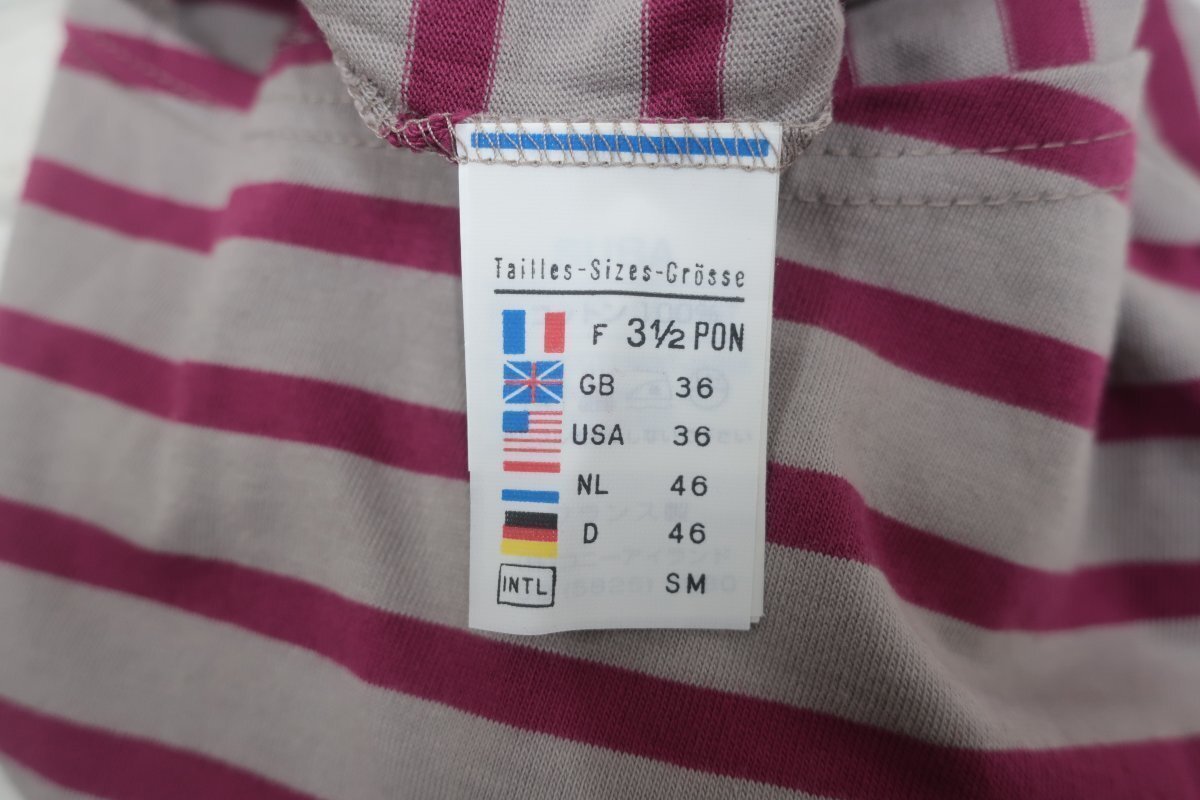 Tailles-Sizes-Grösse
F 3½ PON
GB 36
USA 36
NL 46
D 46
INTL SM